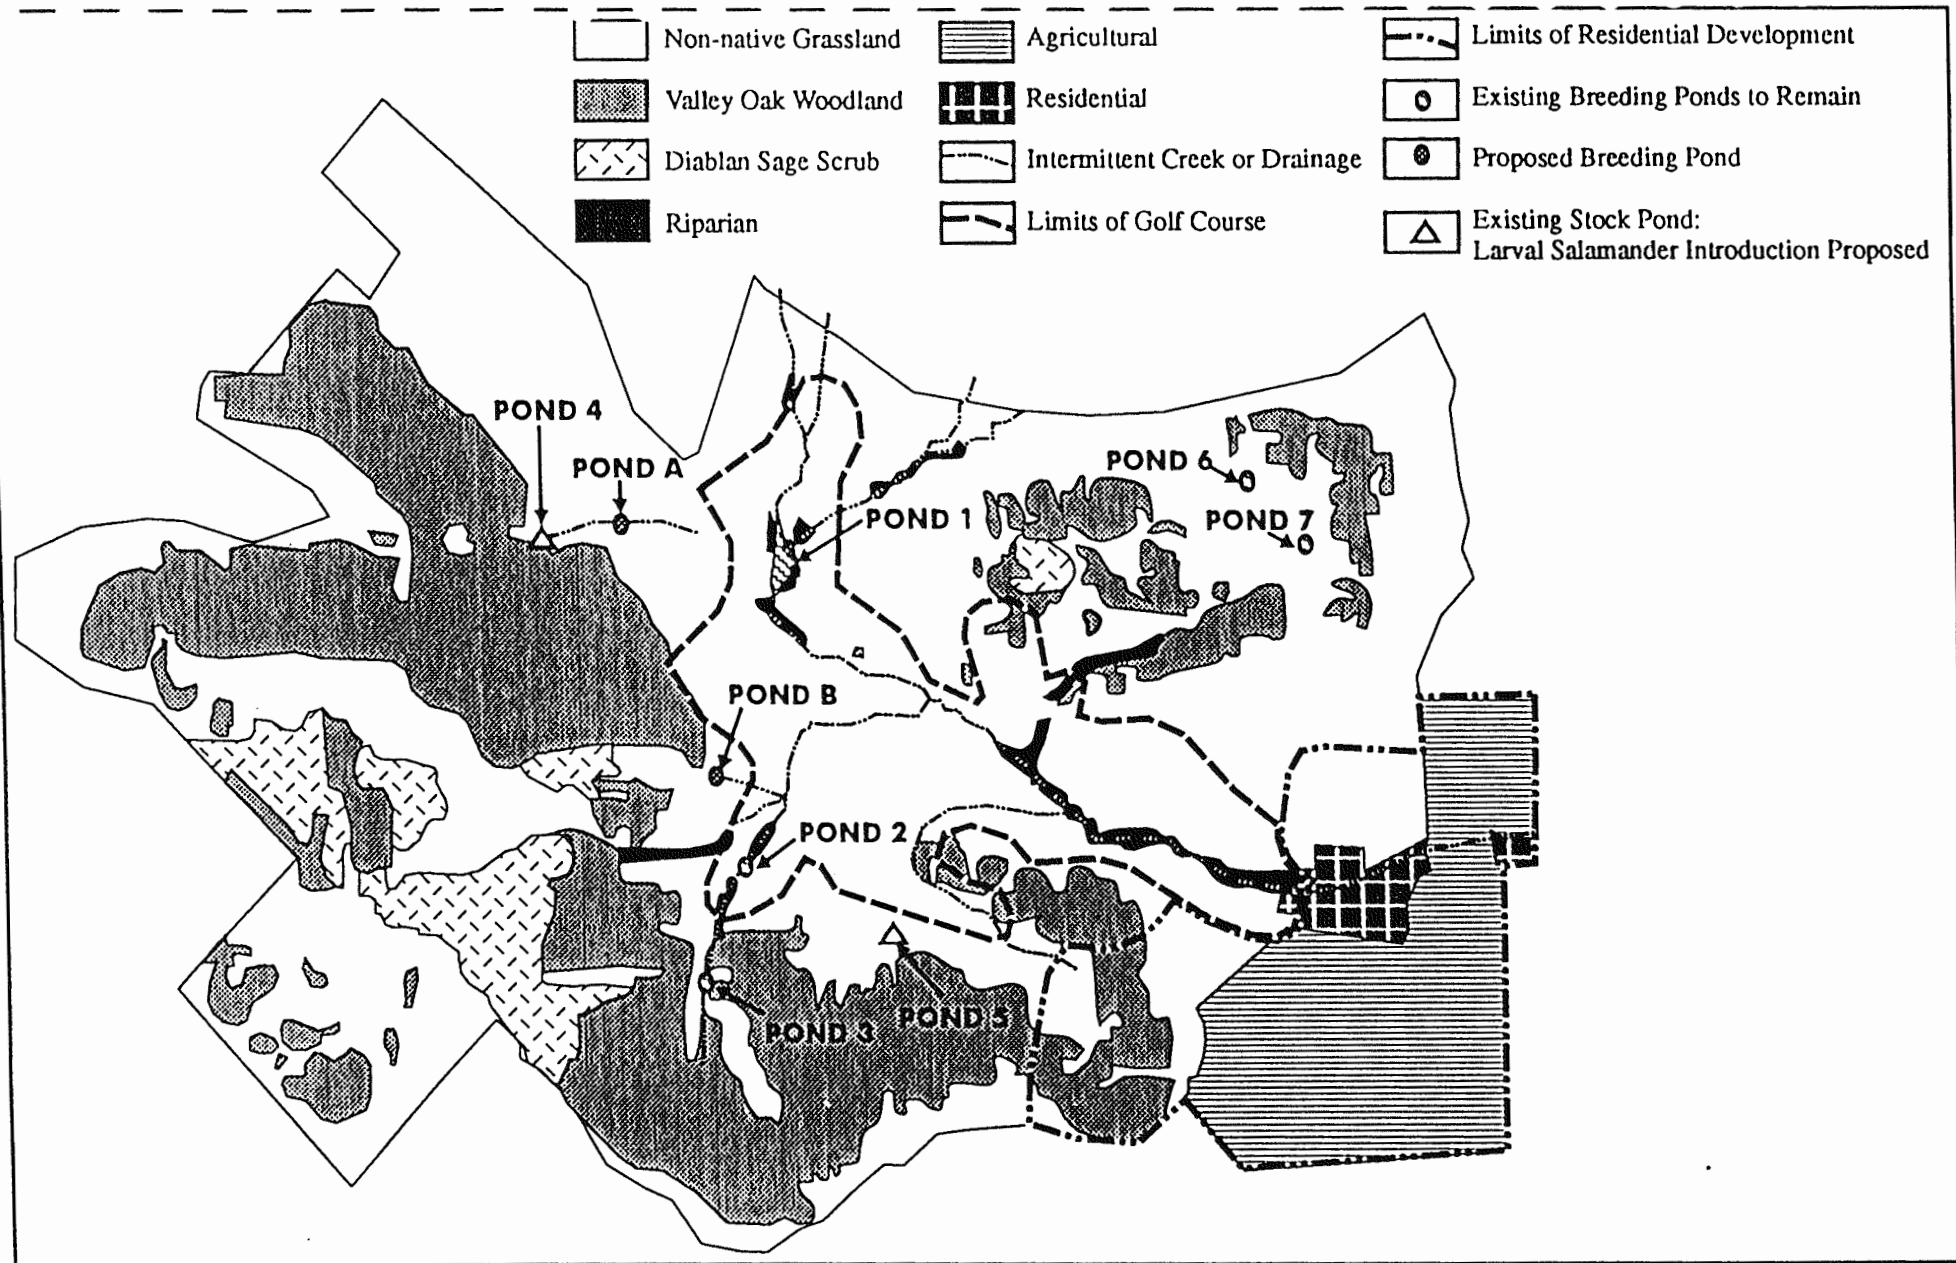 Non-native Grassland
Valley Oak Woodland
Diablan Sage Scrub
Riparian
Agricultural
Residential
Intermittent Creek or Drainage
Limits of Golf Course
Limits of Residential Development
Existing Breeding Ponds to Remain
Proposed Breeding Pond
Existing Stock Pond:
Larval Salamander Introduction Proposed
POND 4
POND A
POND 1
POND 6
POND 7
POND B
POND 2
POND 3
POND 5